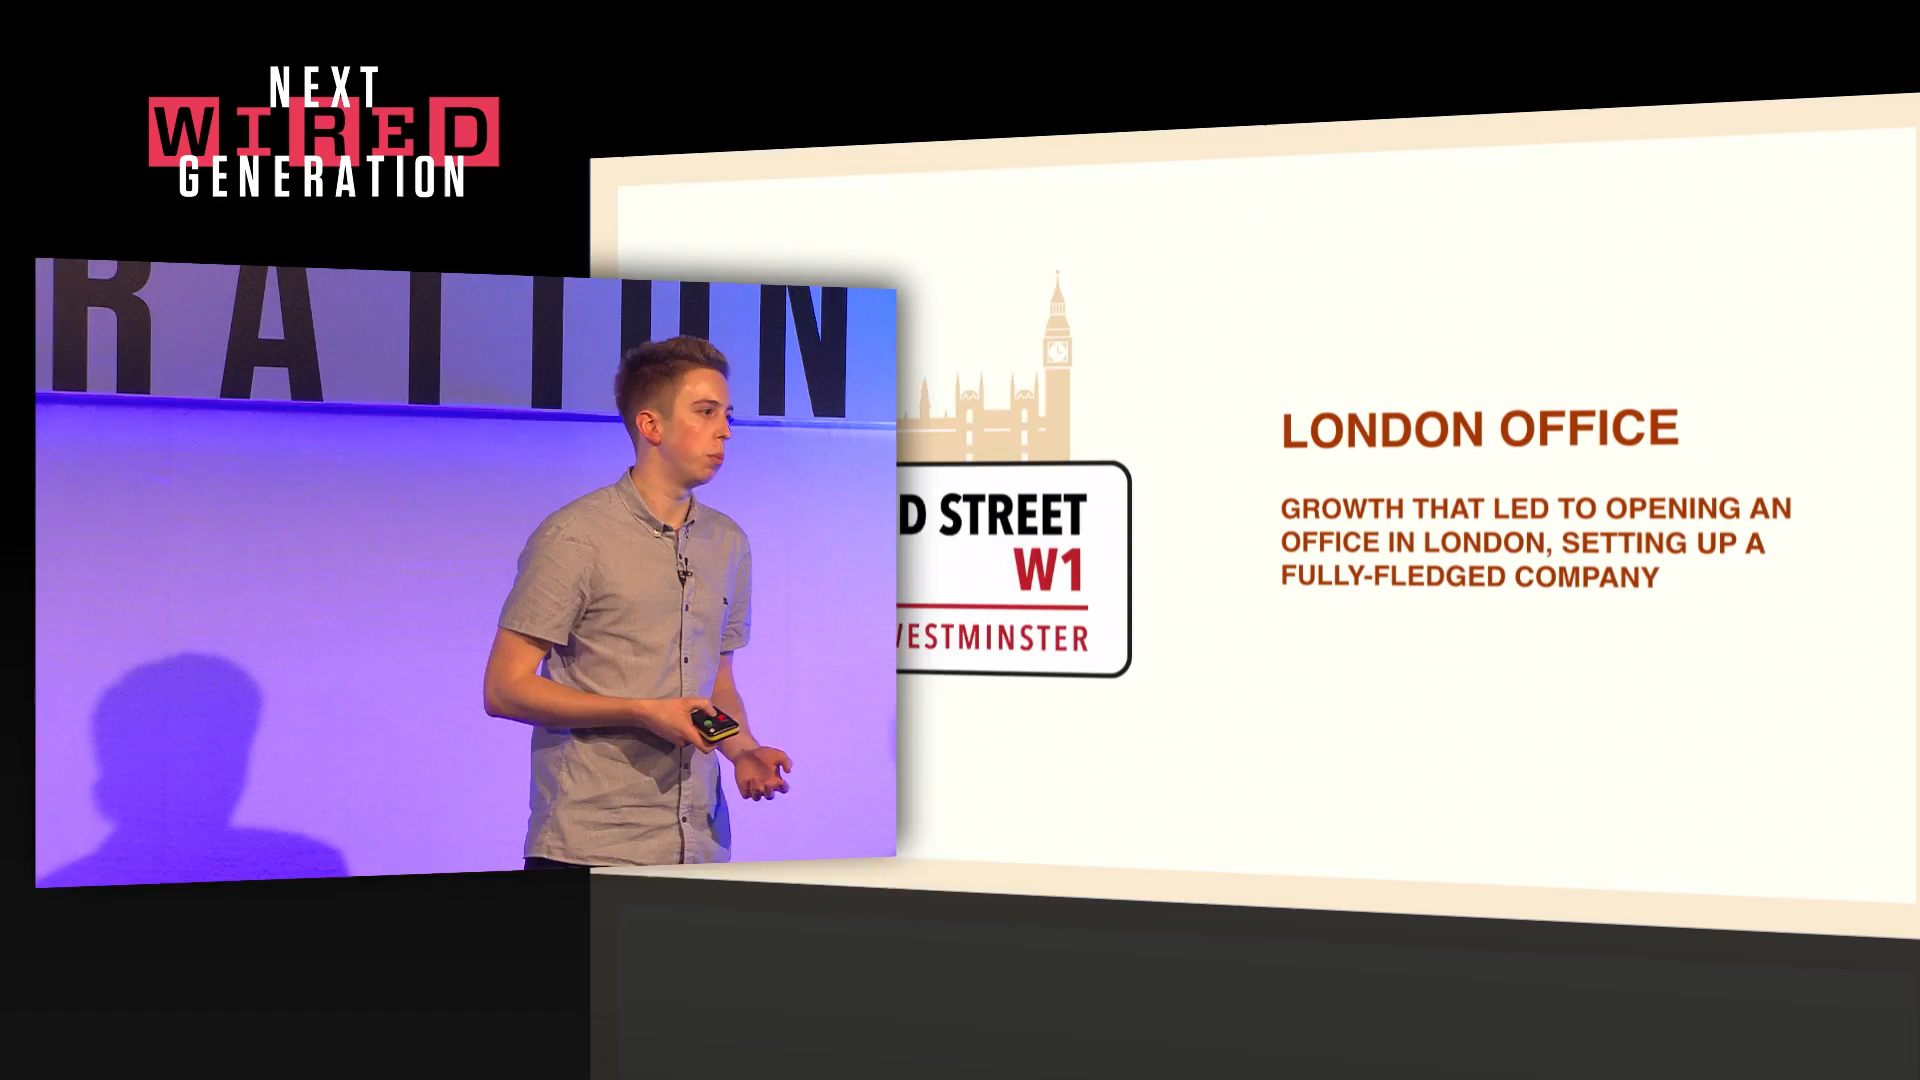 NEXT
WIRED
GENERATION
RATION
D STREET
W1
WESTMINSTER
LONDON OFFICE
GROWTH THAT LED TO OPENING AN
OFFICE IN LONDON, SETTING UP A
FULLY-FLEDGED COMPANY